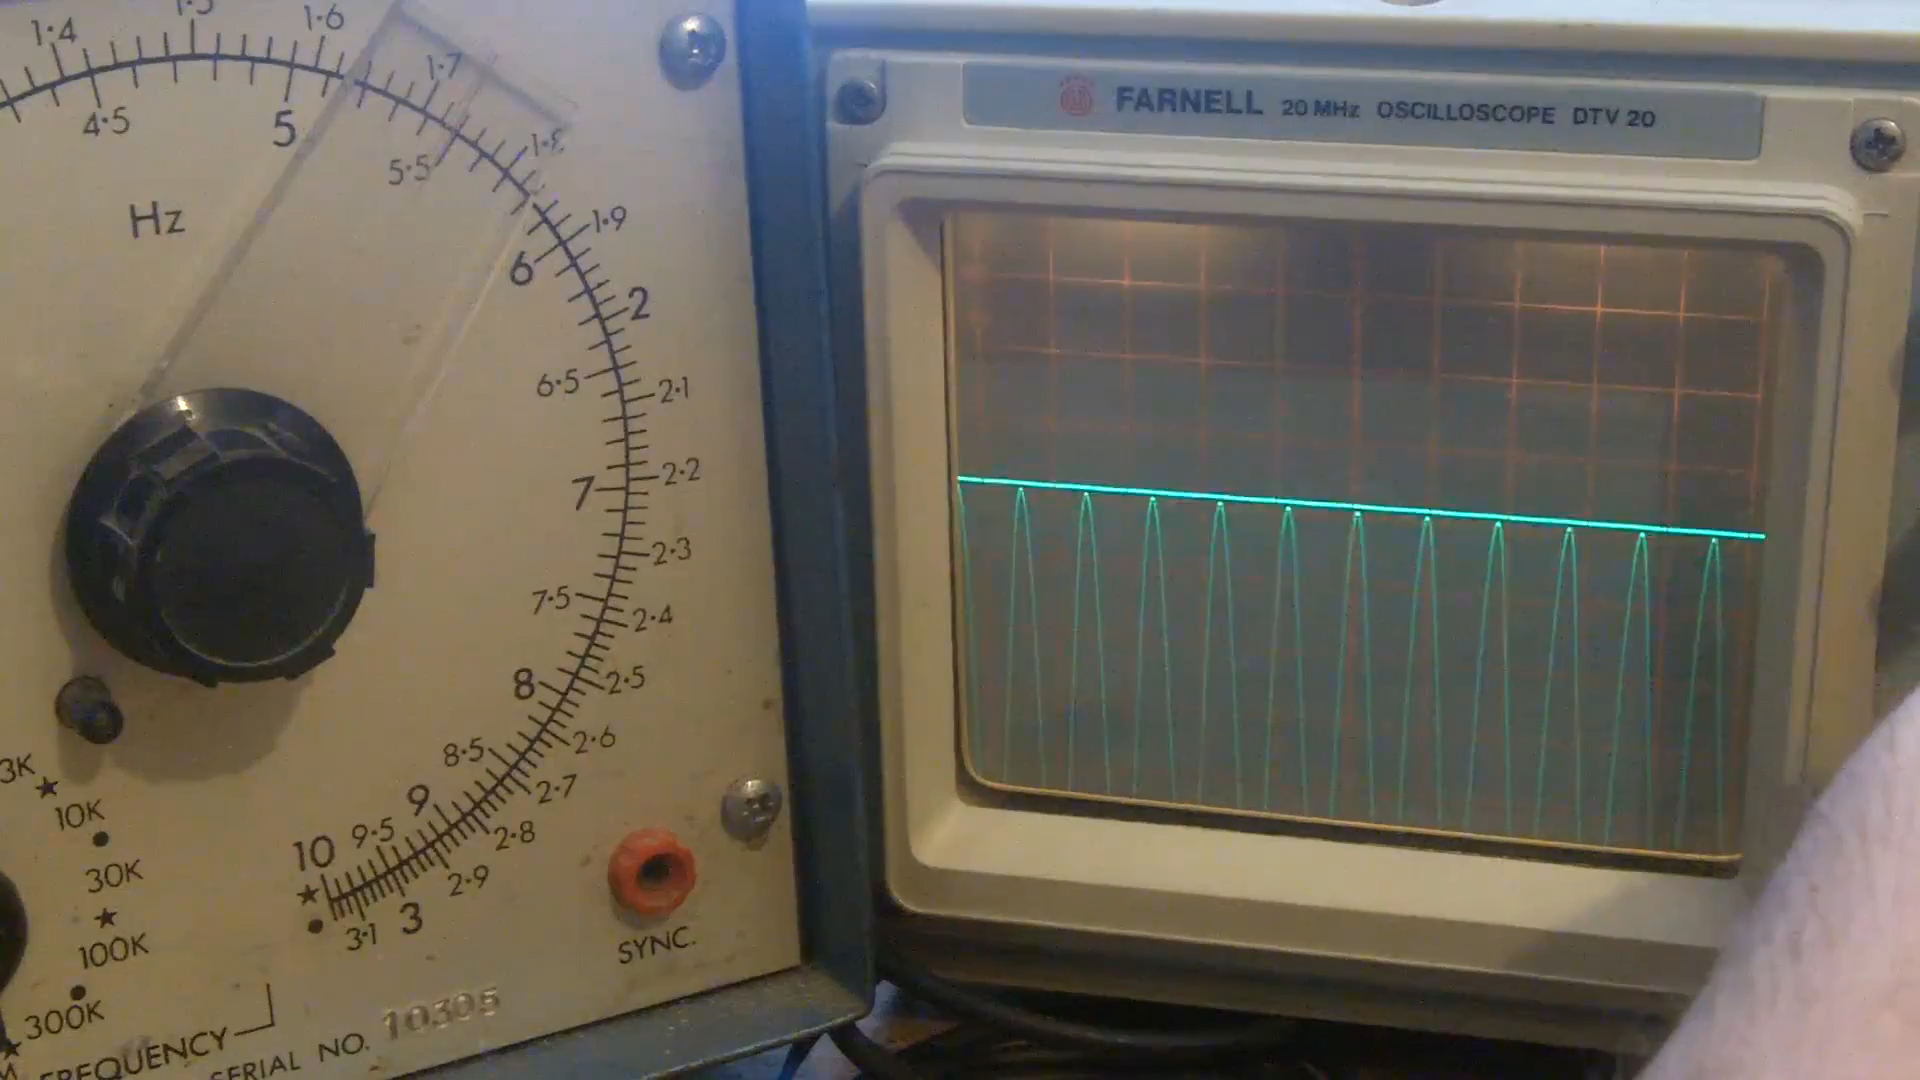 1·4
1·5
1·6
1·7
1·9
2
2·1
2·2
2·3
2·4
2·5
2·6
2·7
2·8
2·9
3
3·1
4·5
5
5·5
6
6·5
7
7·5
8
8·5
9
9·5
10
Hz
3K
10K
30K
100K
300K
FREQUENCY
SERIAL NO. 10305
SYNC.
FARNELL 20 MHz OSCILLOSCOPE DTV 20